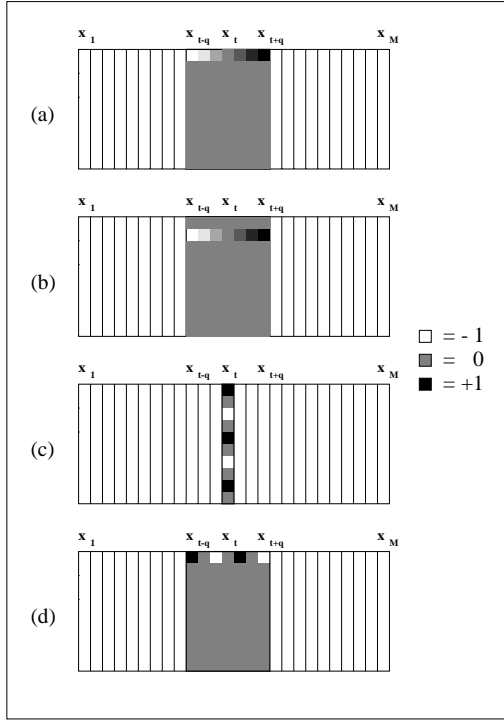 x 1 x t-q x t x t+q x M
(a)
x 1 x t-q x t x t+q x M
(b)
= - 1
= 0
= +1
x 1 x t-q x t x t+q x M
(c)
x 1 x t-q x t x t+q x M
(d)